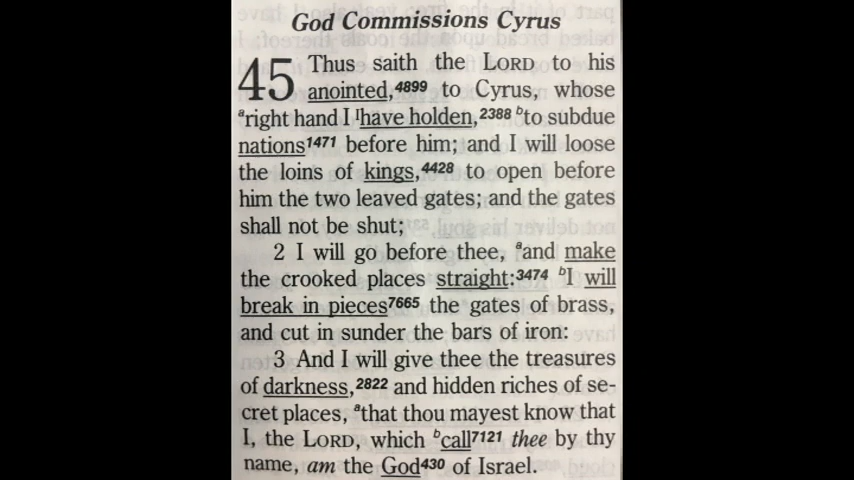 God Commissions Cyrus
45 Thus saith the LORD to his
anointed,4899 to Cyrus, whose
aright hand I Ihave holden,2388 bto subdue
nations1471 before him; and I will loose
the loins of kings,4428 to open before
him the two leaved gates; and the gates
shall not be shut;
2 I will go before thee, aand make
the crooked places straight:3474 bI will
break in pieces7665 the gates of brass,
and cut in sunder the bars of iron:
3 And I will give thee the treasures
of darkness,2822 and hidden riches of se-
cret places, athat thou mayest know that
I, the LORD, which bcall7121 thee by thy
name, am the God430 of Israel.